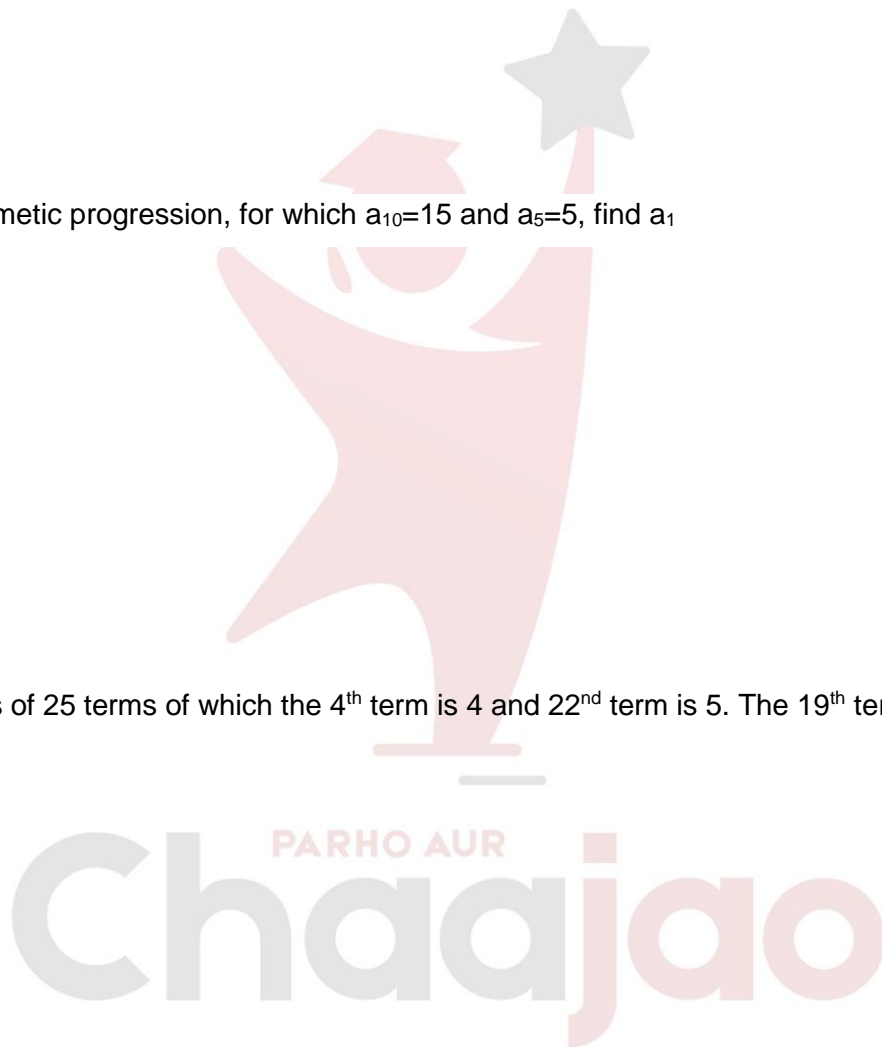 metic progression, for which a₁₀=15 and a₅=5, find a₁
s of 25 terms of which the 4ᵗʰ term is 4 and 22ⁿᵈ term is 5. The 19ᵗʰ ter
PARHO AUR
Chaajao